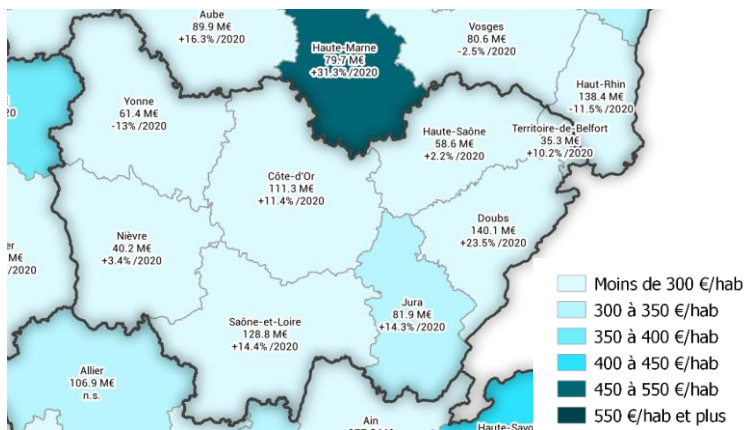 Aube
89.9 M€
+16.3% /2020
Haute-Marne
79.7 M€
+31.3% /2020
Vosges
80.6 M€
-2.5% /2020
Haut-Rhin
138.4 M€
-11.5% /2020
Yonne
61.4 M€
-13% /2020
Haute-Saône
58.6 M€
+2.2% /2020
Territoire-de-Belfort
35.3 M€
+10.2% /2020
Côte-d'Or
111.3 M€
+11.4% /2020
Doubs
140.1 M€
+23.5% /2020
Nièvre
40.2 M€
+3.4% /2020
Jura
81.9 M€
+14.3% /2020
Saône-et-Loire
128.8 M€
+14.4% /2020
Allier
106.9 M€
n.s.
Ain
Moins de 300 €/hab
300 à 350 €/hab
350 à 400 €/hab
400 à 450 €/hab
450 à 550 €/hab
550 €/hab et plus